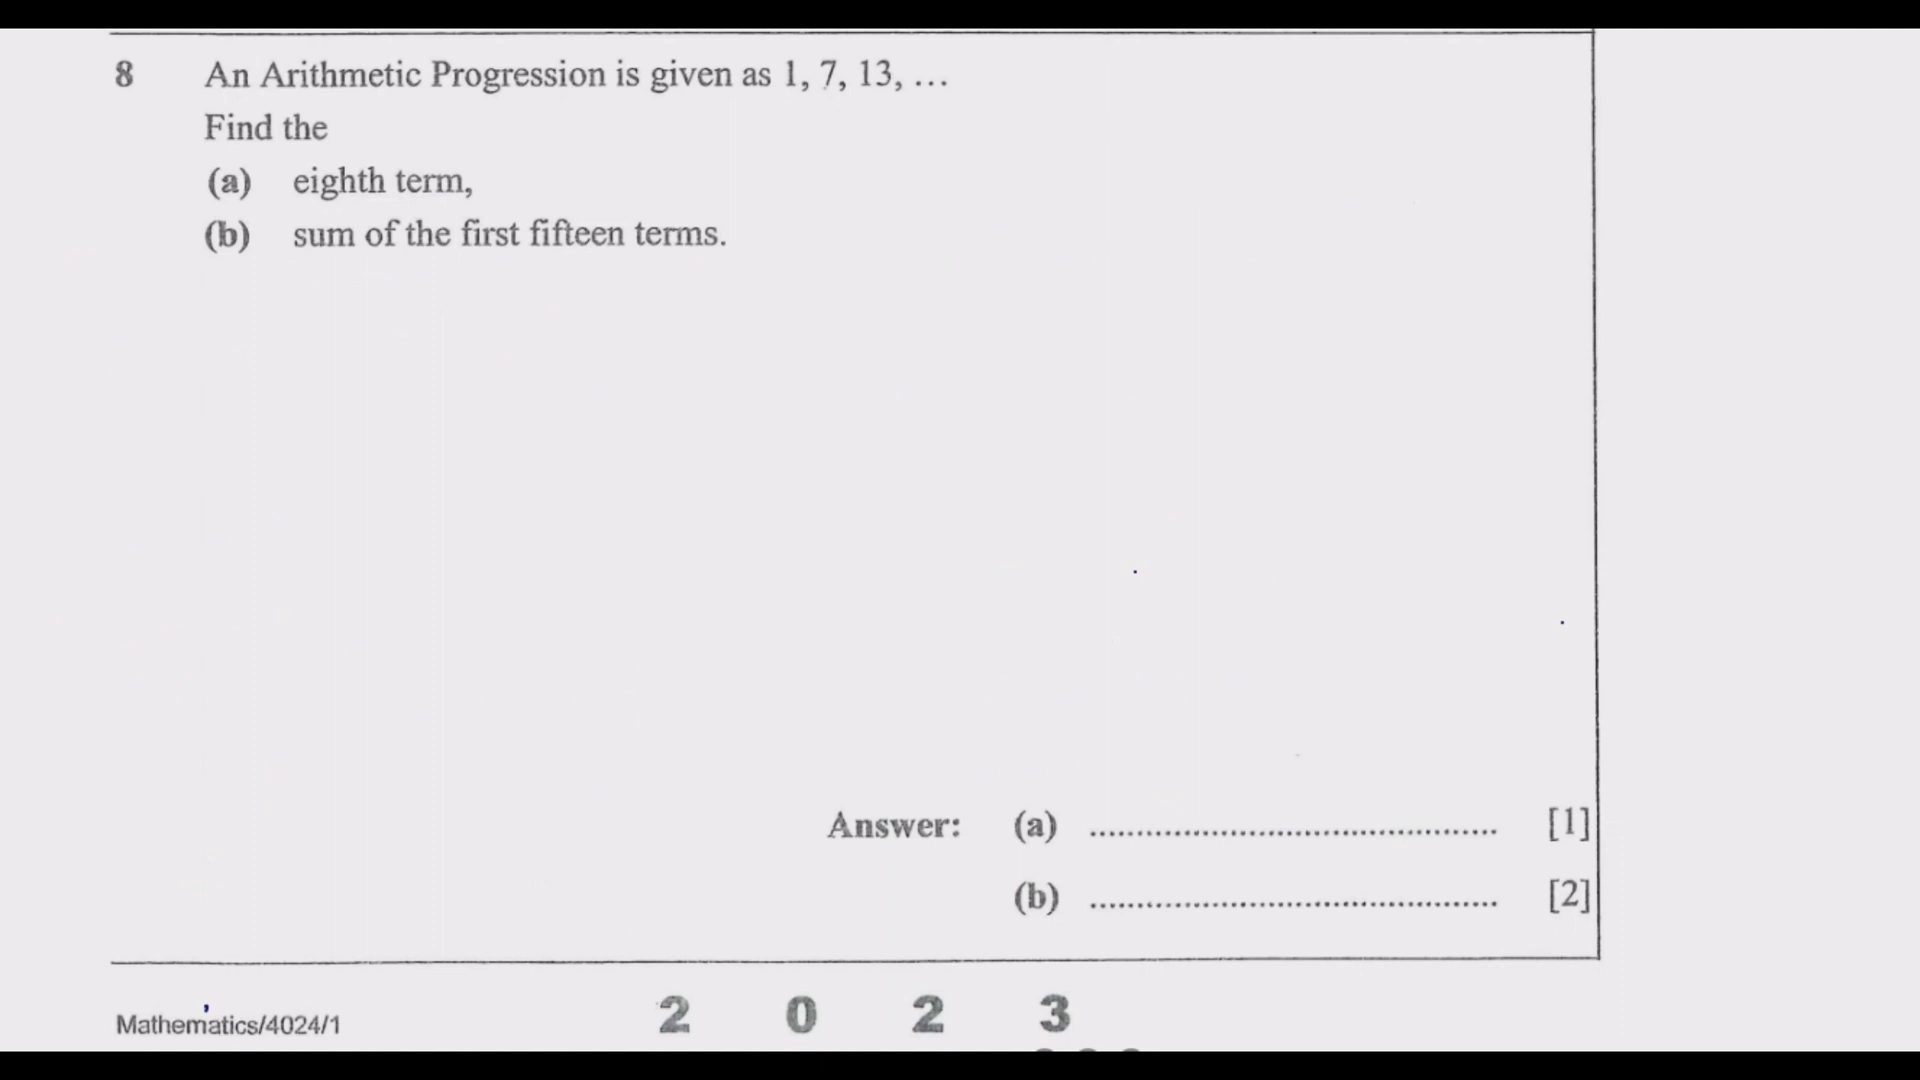 8 An Arithmetic Progression is given as 1, 7, 13, ...
Find the
(a) eighth term,
(b) sum of the first fifteen terms.
Answer: (a) ............................................ [1]
(b) ............................................ [2]
Mathematics/4024/1
2 0 2 3